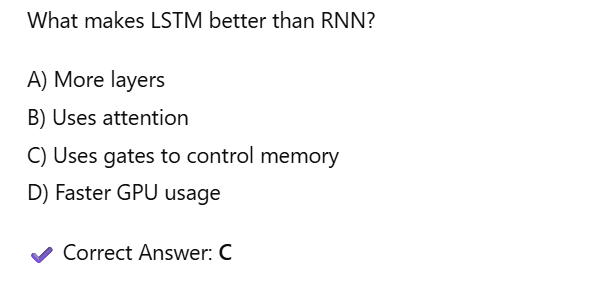 What makes LSTM better than RNN?
A) More layers
B) Uses attention
C) Uses gates to control memory
D) Faster GPU usage
✔ Correct Answer: C